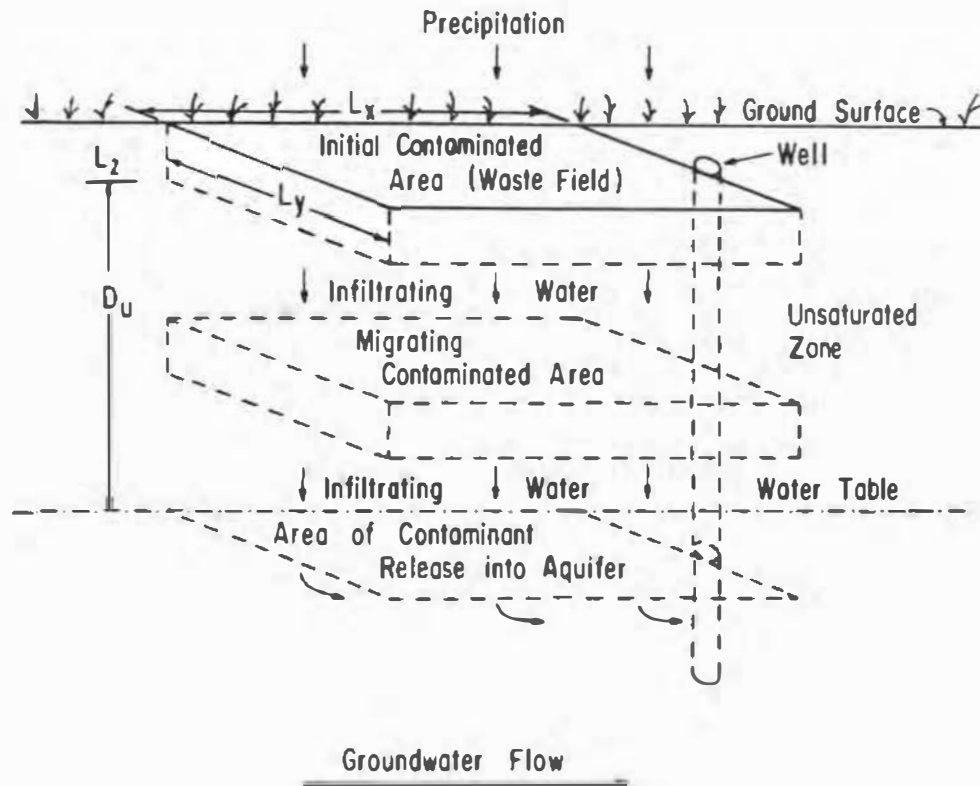 Precipitation
Lx
Ground Surface
Initial Contaminated
Area (Waste Field)
Well
Lz
Ly
Du
Infiltrating Water
Unsaturated
Zone
Migrating
Contaminated Area
Infiltrating Water
Water Table
Area of Contaminant
Release into Aquifer
Groundwater Flow